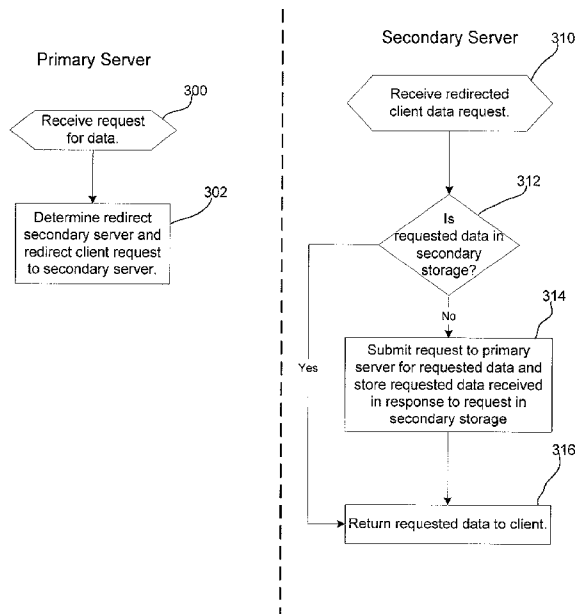 Primary Server
300
Receive request
for data.
302
Determine redirect
secondary server and
redirect client request
to secondary server.
Secondary Server
310
Receive redirected
client data request.
312
Is
requested data in
secondary
storage?
No
Yes
314
Submit request to primary
server for requested data and
store requested data received
in response to request in
secondary storage
316
Return requested data to client.